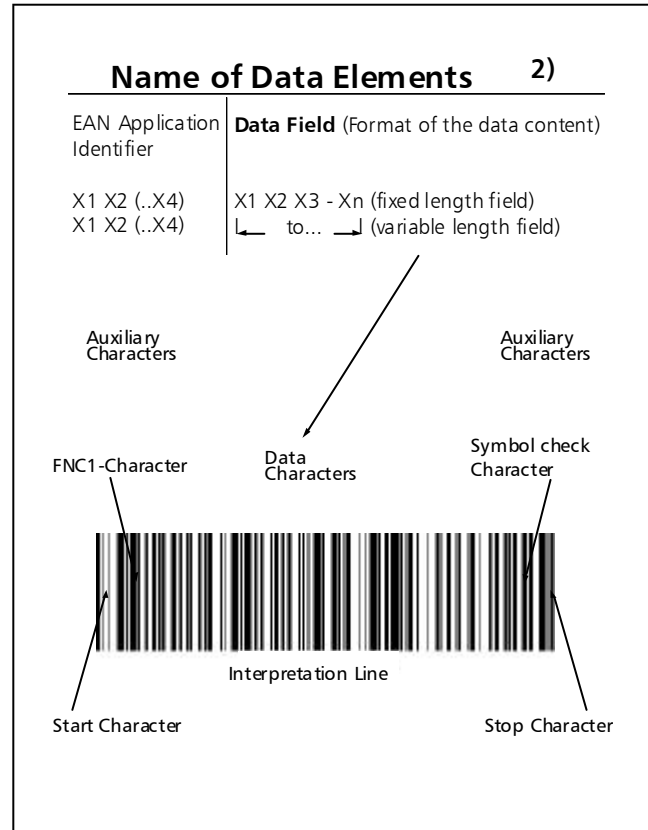 Name of Data Elements 2)
EAN Application
Identifier
Data Field (Format of the data content)
X1 X2 (..X4) X1 X2 X3 - Xn (fixed length field)
X1 X2 (..X4) to... (variable length field)
Auxiliary
Characters
Auxiliary
Characters
FNC1-Character
Data
Characters
Symbol check
Character
Interpretation Line
Start Character
Stop Character